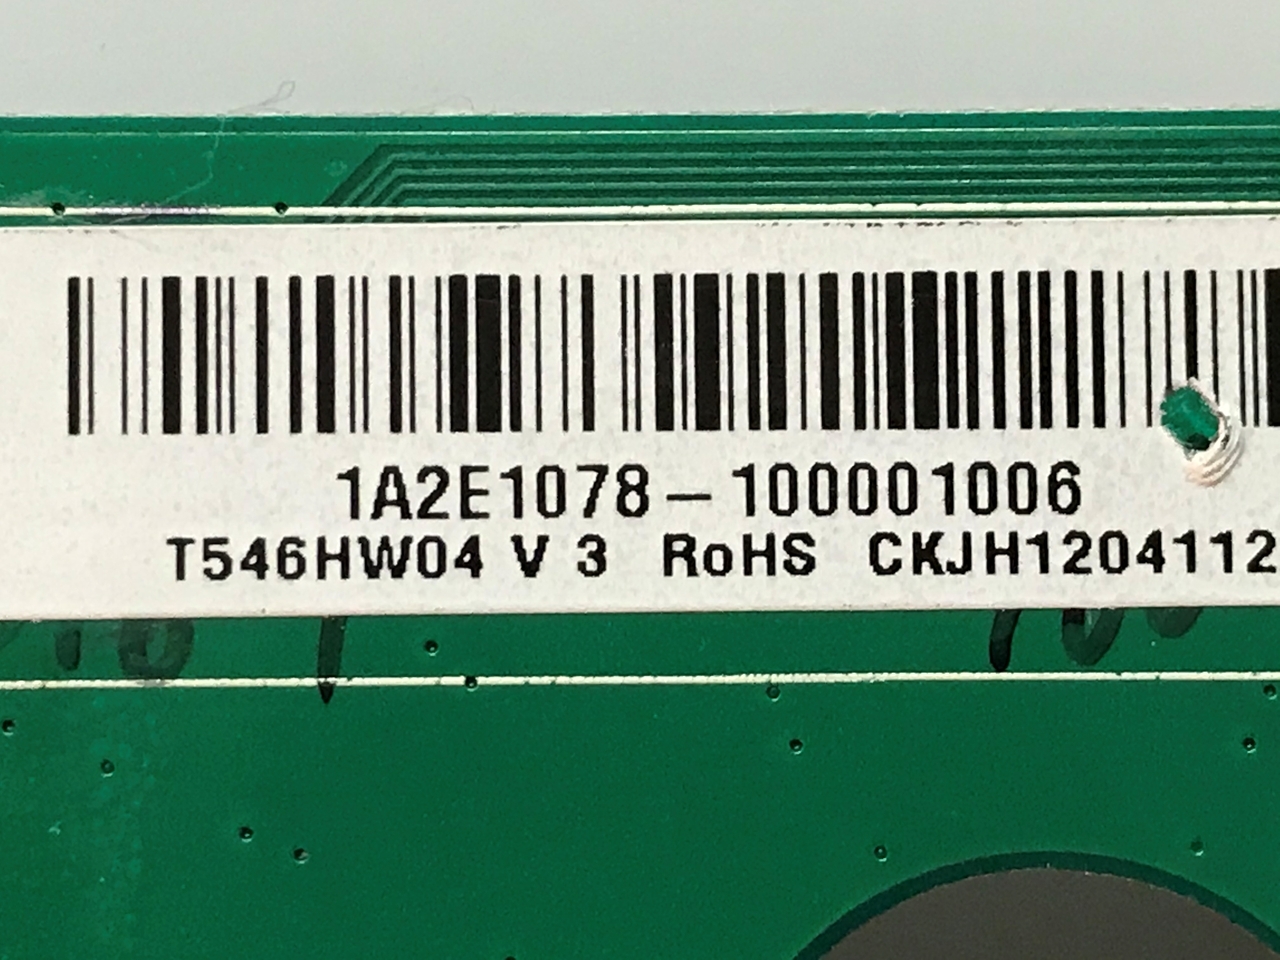 1A2E1078-100001006
T546HW04 V 3 RoHS CKJH1204112